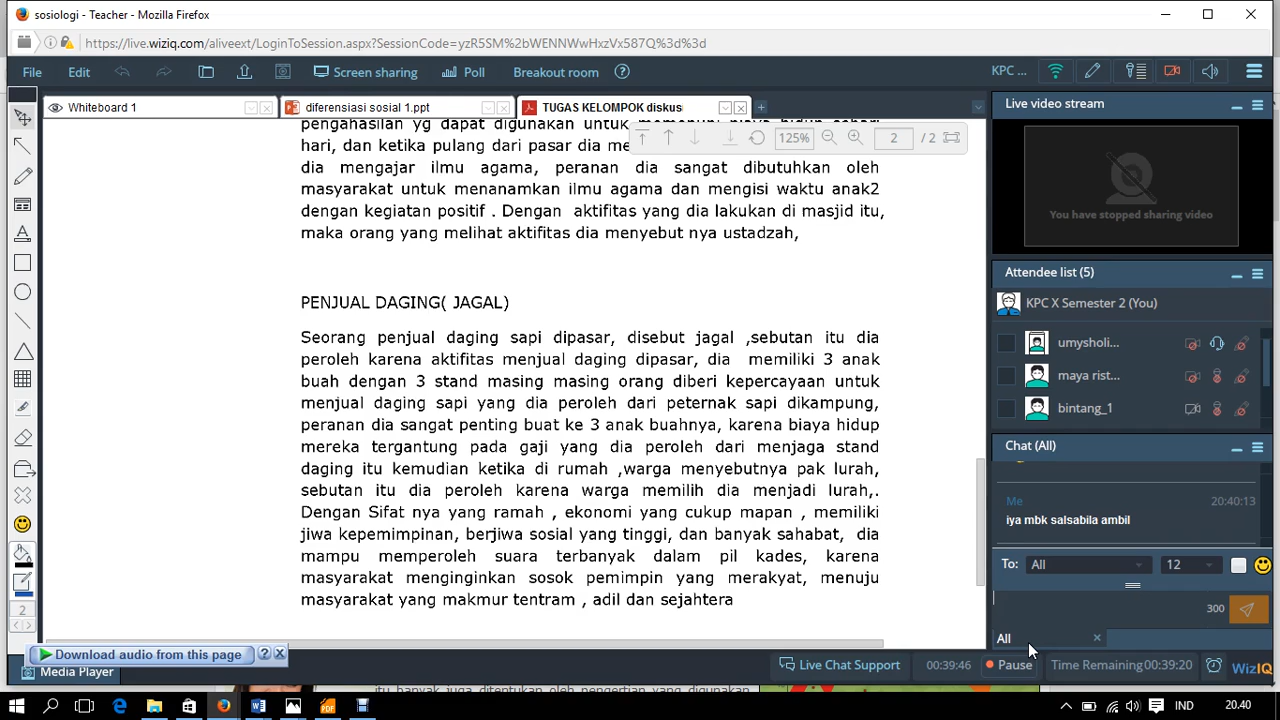 sosiologi - Teacher - Mozilla Firefox
https://live.wiziq.com/aliveext/LoginToSession.aspx?SessionCode=yzR5SM%2bWENNWwHxzVx587Q%3d%3d
File Edit Screen sharing Poll Breakout room ? KPC ...
Whiteboard 1 diferensiasi sosial 1.ppt TUGAS KELOMPOK diskus
125% 2 / 2
hari, dan ketika pulang dari pasar dia me
dia mengajar ilmu agama, peranan dia sangat dibutuhkan oleh
masyarakat untuk menanamkan ilmu agama dan mengisi waktu anak2
dengan kegiatan positif . Dengan aktifitas yang dia lakukan di masjid itu,
maka orang yang melihat aktifitas dia menyebut nya ustadzah,
PENJUAL DAGING( JAGAL)
Seorang penjual daging sapi dipasar, disebut jagal ,sebutan itu dia
peroleh karena aktifitas menjual daging dipasar, dia memiliki 3 anak
buah dengan 3 stand masing masing orang diberi kepercayaan untuk
menjual daging sapi yang dia peroleh dari peternak sapi dikampung,
peranan dia sangat penting buat ke 3 anak buahnya, karena biaya hidup
mereka tergantung pada gaji yang dia peroleh dari menjaga stand
daging itu kemudian ketika di rumah ,warga menyebutnya pak lurah,
sebutan itu dia peroleh karena warga memilih dia menjadi lurah,.
Dengan Sifat nya yang ramah , ekonomi yang cukup mapan , memiliki
jiwa kepemimpinan, berjiwa sosial yang tinggi, dan banyak sahabat, dia
mampu memperoleh suara terbanyak dalam pil kades, karena
masyarakat menginginkan sosok pemimpin yang merakyat, menuju
masyarakat yang makmur tentram , adil dan sejahtera
2
Live video stream
You have stopped sharing video
Attendee list (5)
KPC X Semester 2 (You)
umysholi...
maya rist...
bintang_1
Chat (All)
Me 20:40:13
iya mbk salsabila ambil
To: All 12
300
All
Download audio from this page ?
Media Player
Live Chat Support 00:39:46 Pause Time Remaining 00:39:20 WizIQ
itu banyak juga ditentukan oleh pengertian yang digunakan
IND 20.40